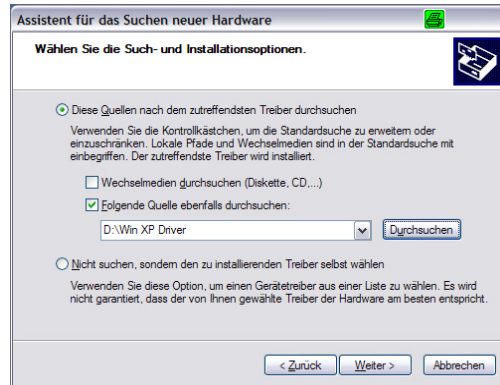 Assistent für das Suchen neuer Hardware
Wählen Sie die Such- und Installationsoptionen.
Diese Quellen nach dem zutreffendsten Treiber durchsuchen
Verwenden Sie die Kontrollkästchen, um die Standardsuche zu erweitern oder
einzuschränken. Lokale Pfade und Wechselmedien sind in der Standardsuche mit
einbegriffen. Der zutreffendste Treiber wird installiert.
Wechselmedien durchsuchen (Diskette, CD,...)
Folgende Quelle ebenfalls durchsuchen:
D:\Win XP Driver
Durchsuchen
Nicht suchen, sondern den zu installierenden Treiber selbst wählen
Verwenden Sie diese Option, um einen Gerätetreiber aus einer Liste zu wählen. Es wird
nicht garantiert, dass der von Ihnen gewählte Treiber der Hardware am besten entspricht.
< Zurück Weiter > Abbrechen